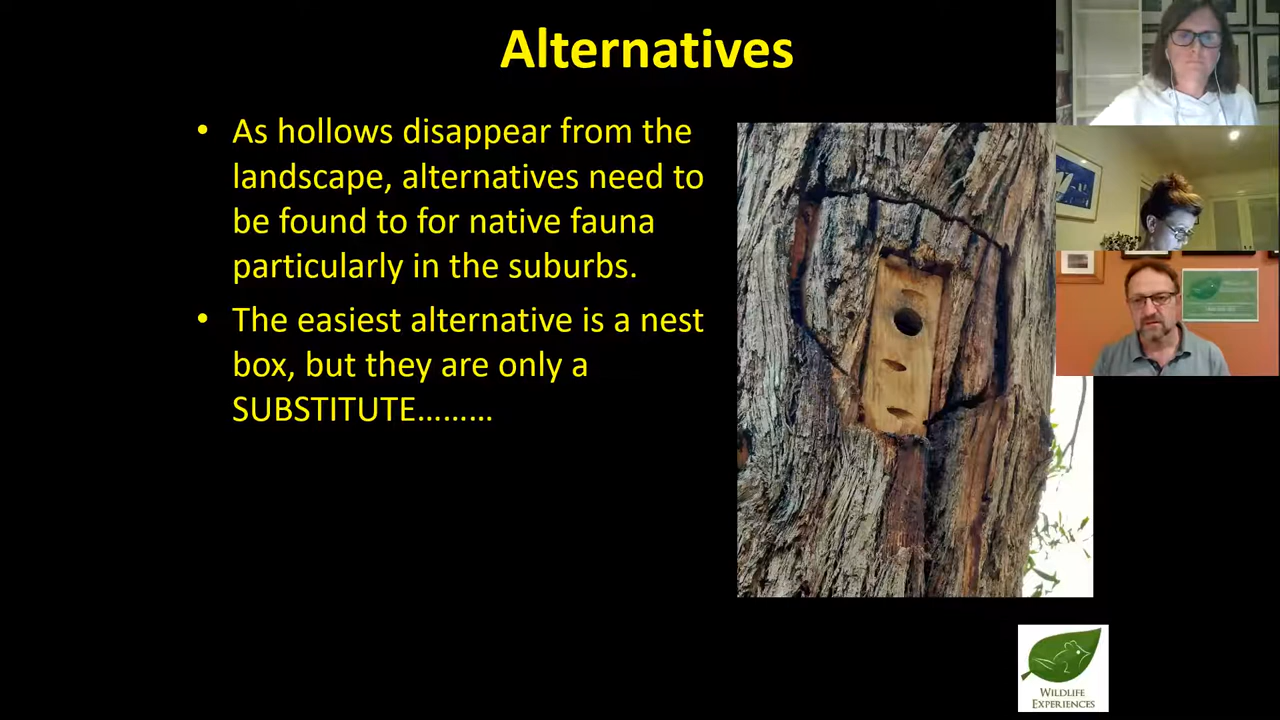 Alternatives
• As hollows disappear from the
landscape, alternatives need to
be found to for native fauna
particularly in the suburbs.
• The easiest alternative is a nest
box, but they are only a
SUBSTITUTE………
WILDLIFE
EXPERIENCES